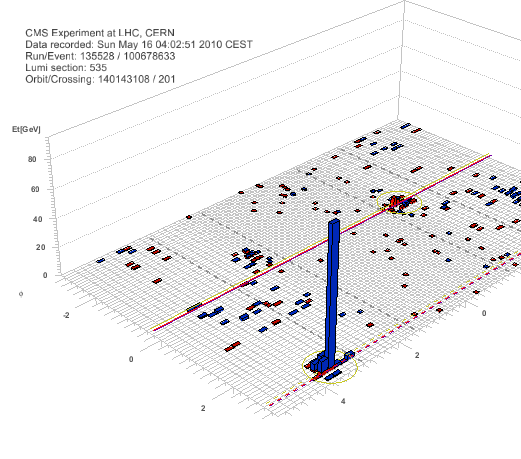 CMS Experiment at LHC, CERN
Data recorded: Sun May 16 04:02:51 2010 CEST
Run/Event: 135528 / 100678633
Lumi section: 535
Orbit/Crossing: 140143108 / 201
Et[GeV]
80
60
40
20
0
-2
0
2
4
2
0